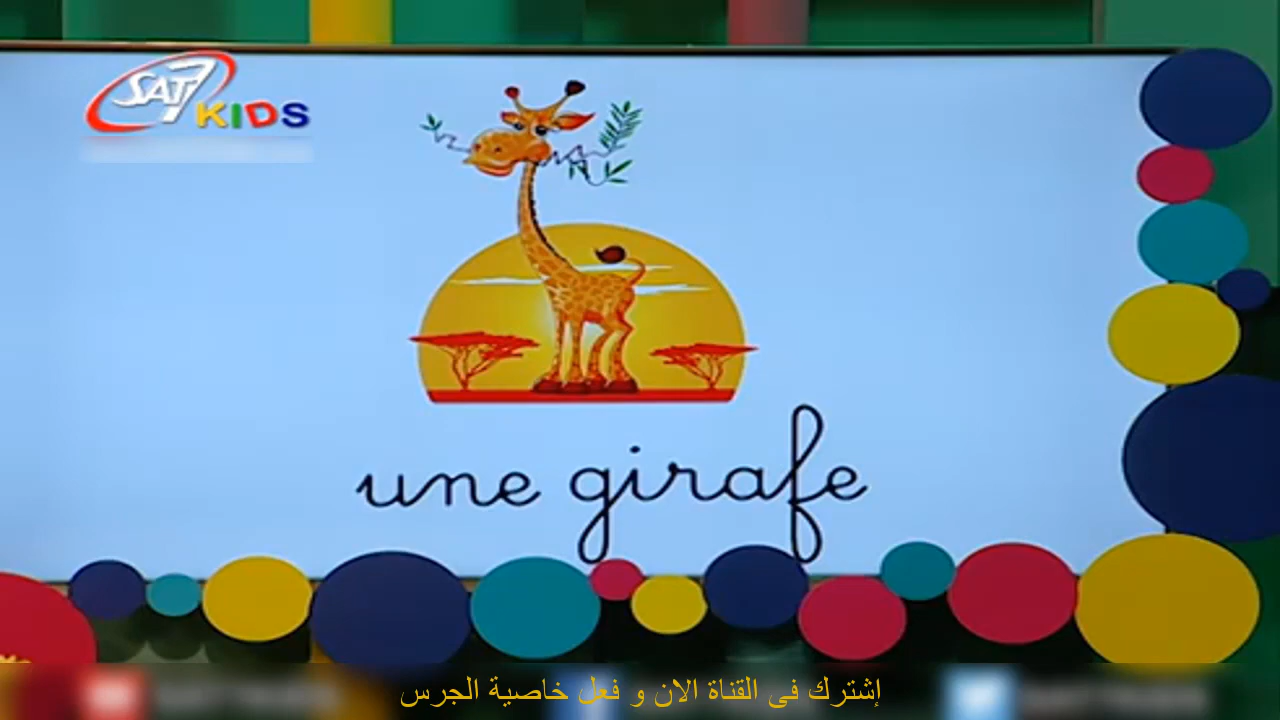 SAT7
KIDS
une girafe
إشترك فى القناة الان و فعل خاصية الجرس